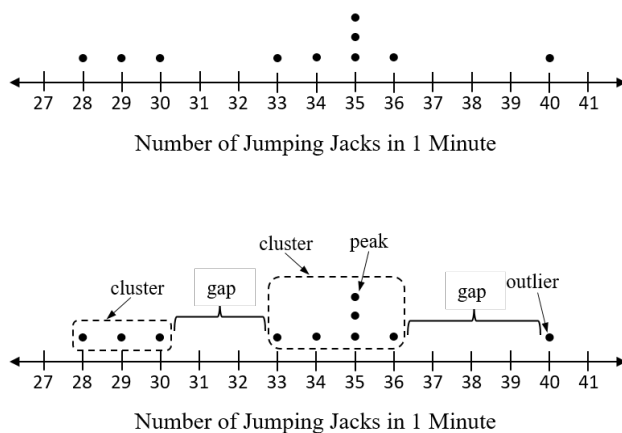 27 28 29 30 31 32 33 34 35 36 37 38 39 40 41
Number of Jumping Jacks in 1 Minute
cluster
peak
cluster
gap
gap
outlier
27 28 29 30 31 32 33 34 35 36 37 38 39 40 41
Number of Jumping Jacks in 1 Minute